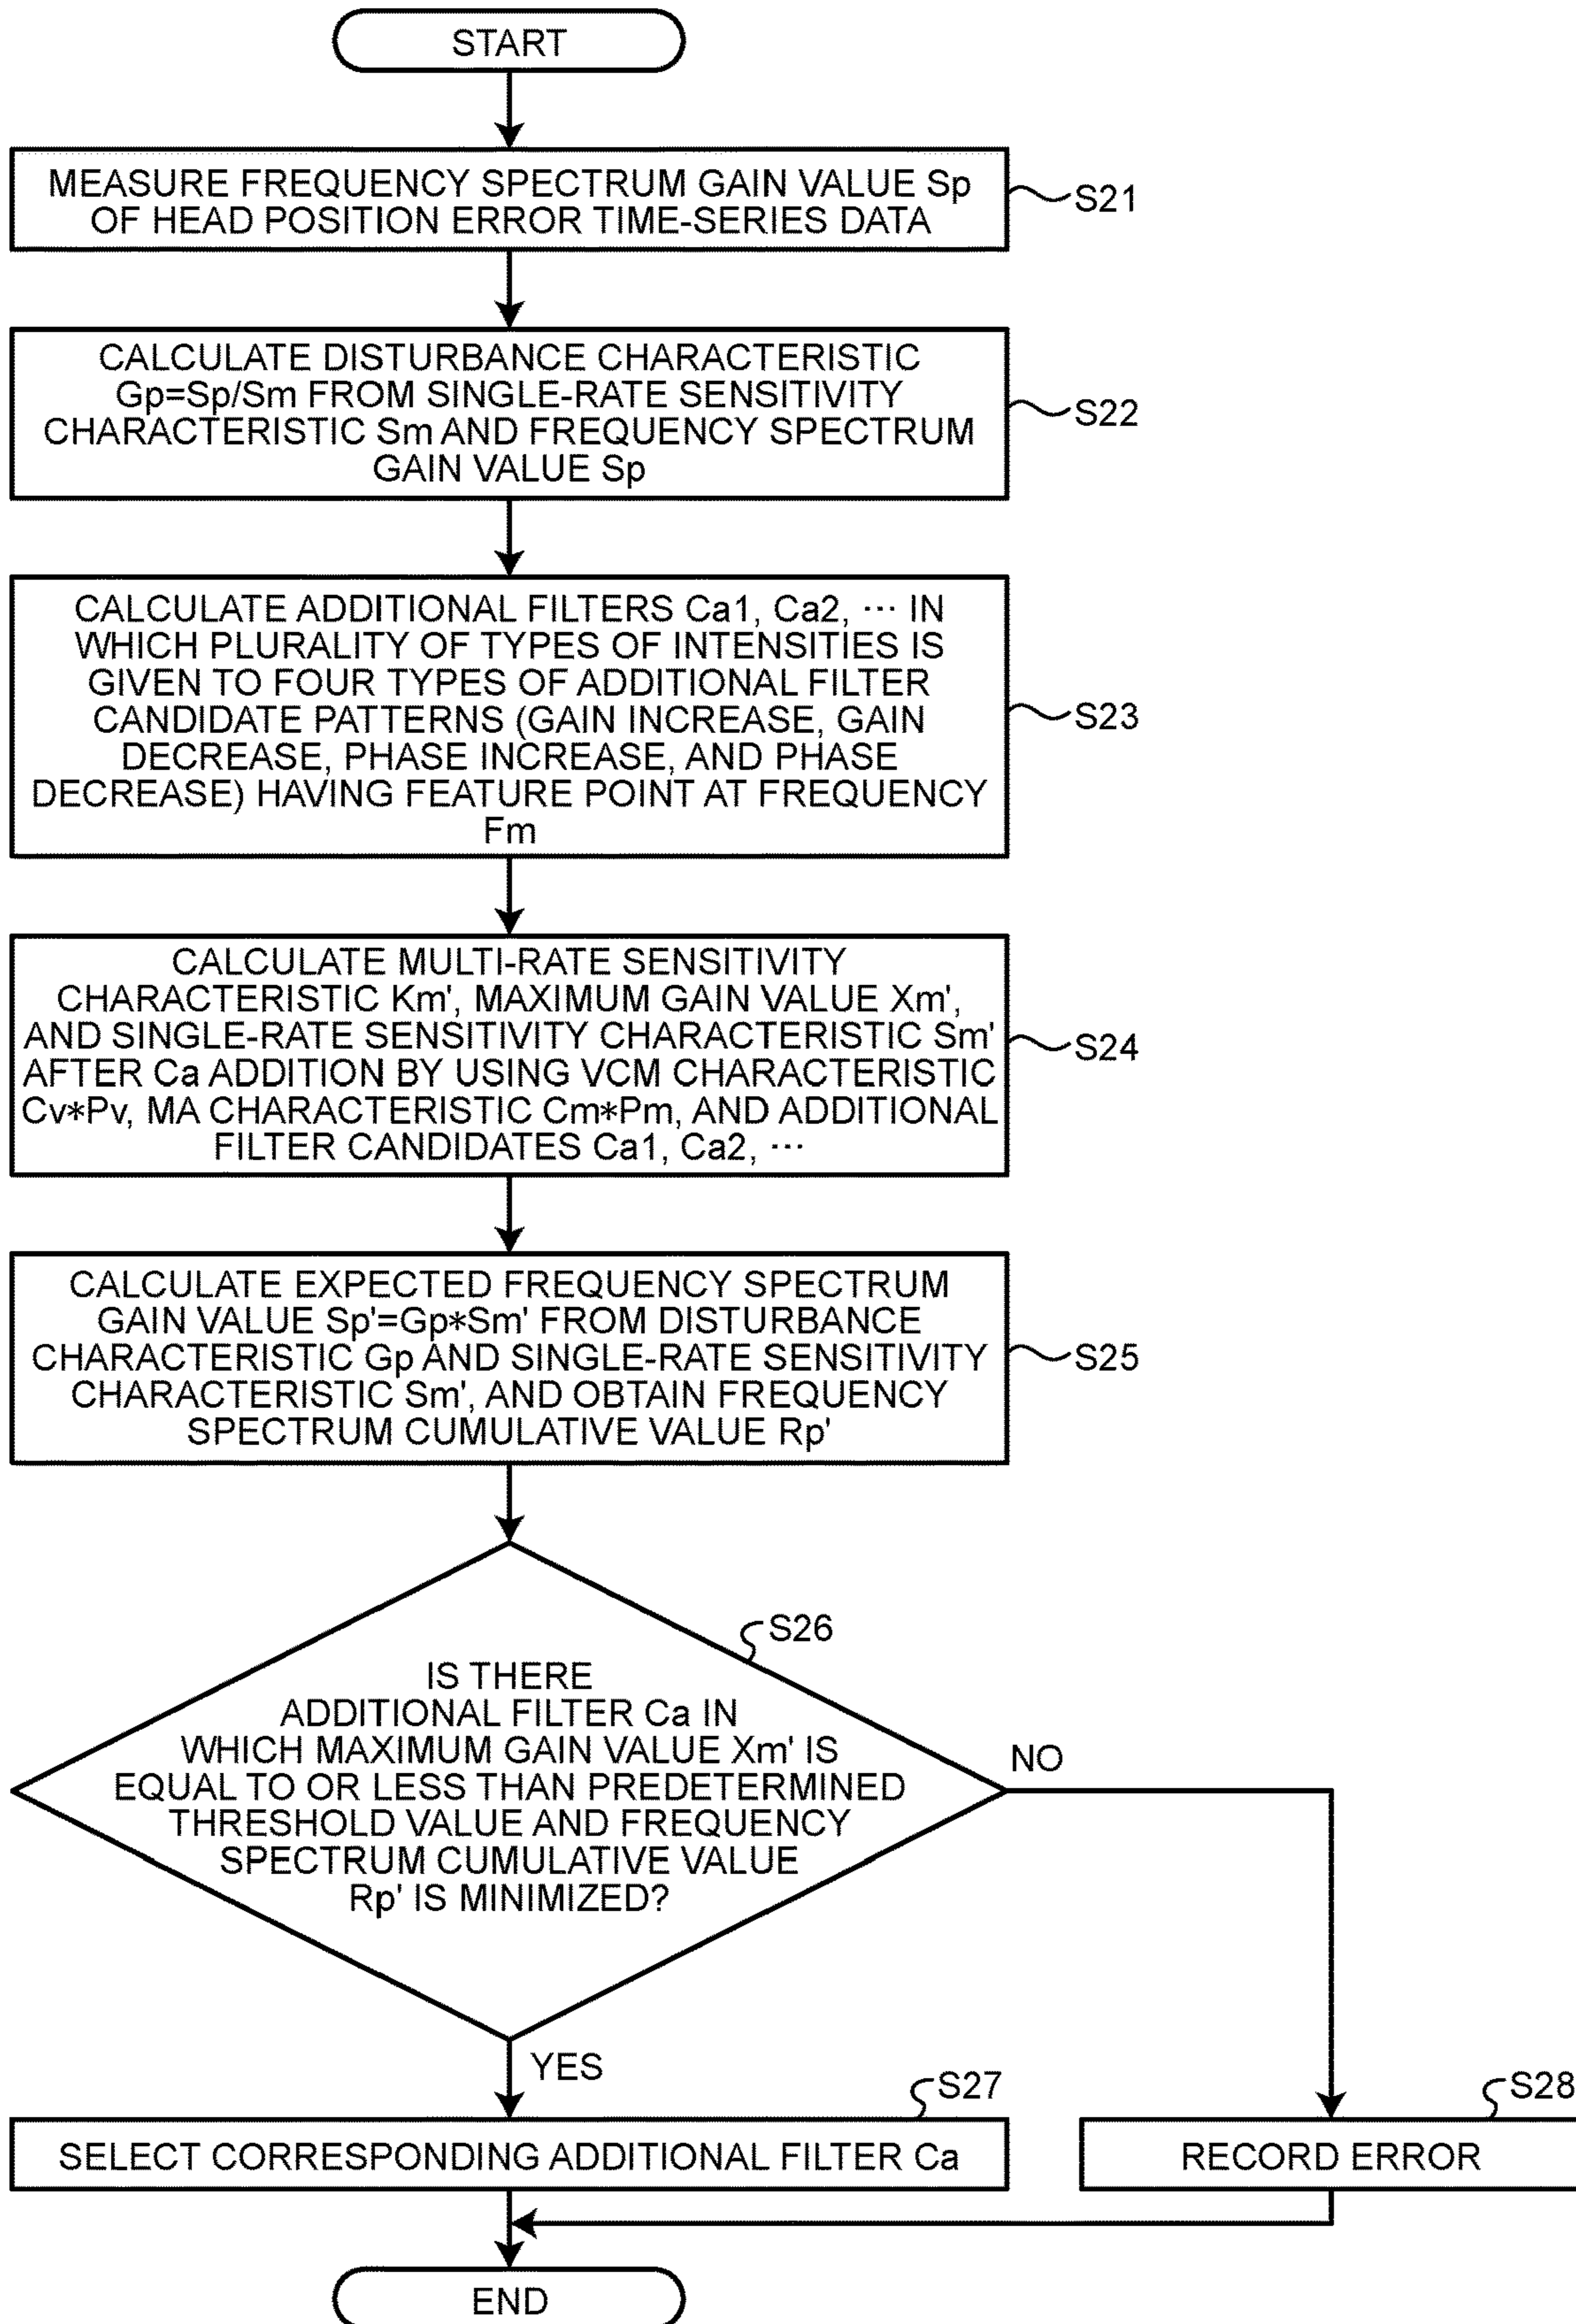 START
MEASURE FREQUENCY SPECTRUM GAIN VALUE Sp
OF HEAD POSITION ERROR TIME-SERIES DATA
S21
CALCULATE DISTURBANCE CHARACTERISTIC
Gp=Sp/Sm FROM SINGLE-RATE SENSITIVITY
CHARACTERISTIC Sm AND FREQUENCY SPECTRUM
GAIN VALUE Sp
S22
CALCULATE ADDITIONAL FILTERS Ca1, Ca2, ··· IN
WHICH PLURALITY OF TYPES OF INTENSITIES IS
GIVEN TO FOUR TYPES OF ADDITIONAL FILTER
CANDIDATE PATTERNS (GAIN INCREASE, GAIN
DECREASE, PHASE INCREASE, AND PHASE
DECREASE) HAVING FEATURE POINT AT FREQUENCY
Fm
S23
CALCULATE MULTI-RATE SENSITIVITY
CHARACTERISTIC Km', MAXIMUM GAIN VALUE Xm',
AND SINGLE-RATE SENSITIVITY CHARACTERISTIC Sm'
AFTER Ca ADDITION BY USING VCM CHARACTERISTIC
Cv*Pv, MA CHARACTERISTIC Cm*Pm, AND ADDITIONAL
FILTER CANDIDATES Ca1, Ca2, ···
S24
CALCULATE EXPECTED FREQUENCY SPECTRUM
GAIN VALUE Sp'=Gp*Sm' FROM DISTURBANCE
CHARACTERISTIC Gp AND SINGLE-RATE SENSITIVITY
CHARACTERISTIC Sm', AND OBTAIN FREQUENCY
SPECTRUM CUMULATIVE VALUE Rp'
S25
S26
IS THERE
ADDITIONAL FILTER Ca IN
WHICH MAXIMUM GAIN VALUE Xm' IS
EQUAL TO OR LESS THAN PREDETERMINED
THRESHOLD VALUE AND FREQUENCY
SPECTRUM CUMULATIVE VALUE
Rp' IS MINIMIZED?
NO
YES
S27
SELECT CORRESPONDING ADDITIONAL FILTER Ca
S28
RECORD ERROR
END